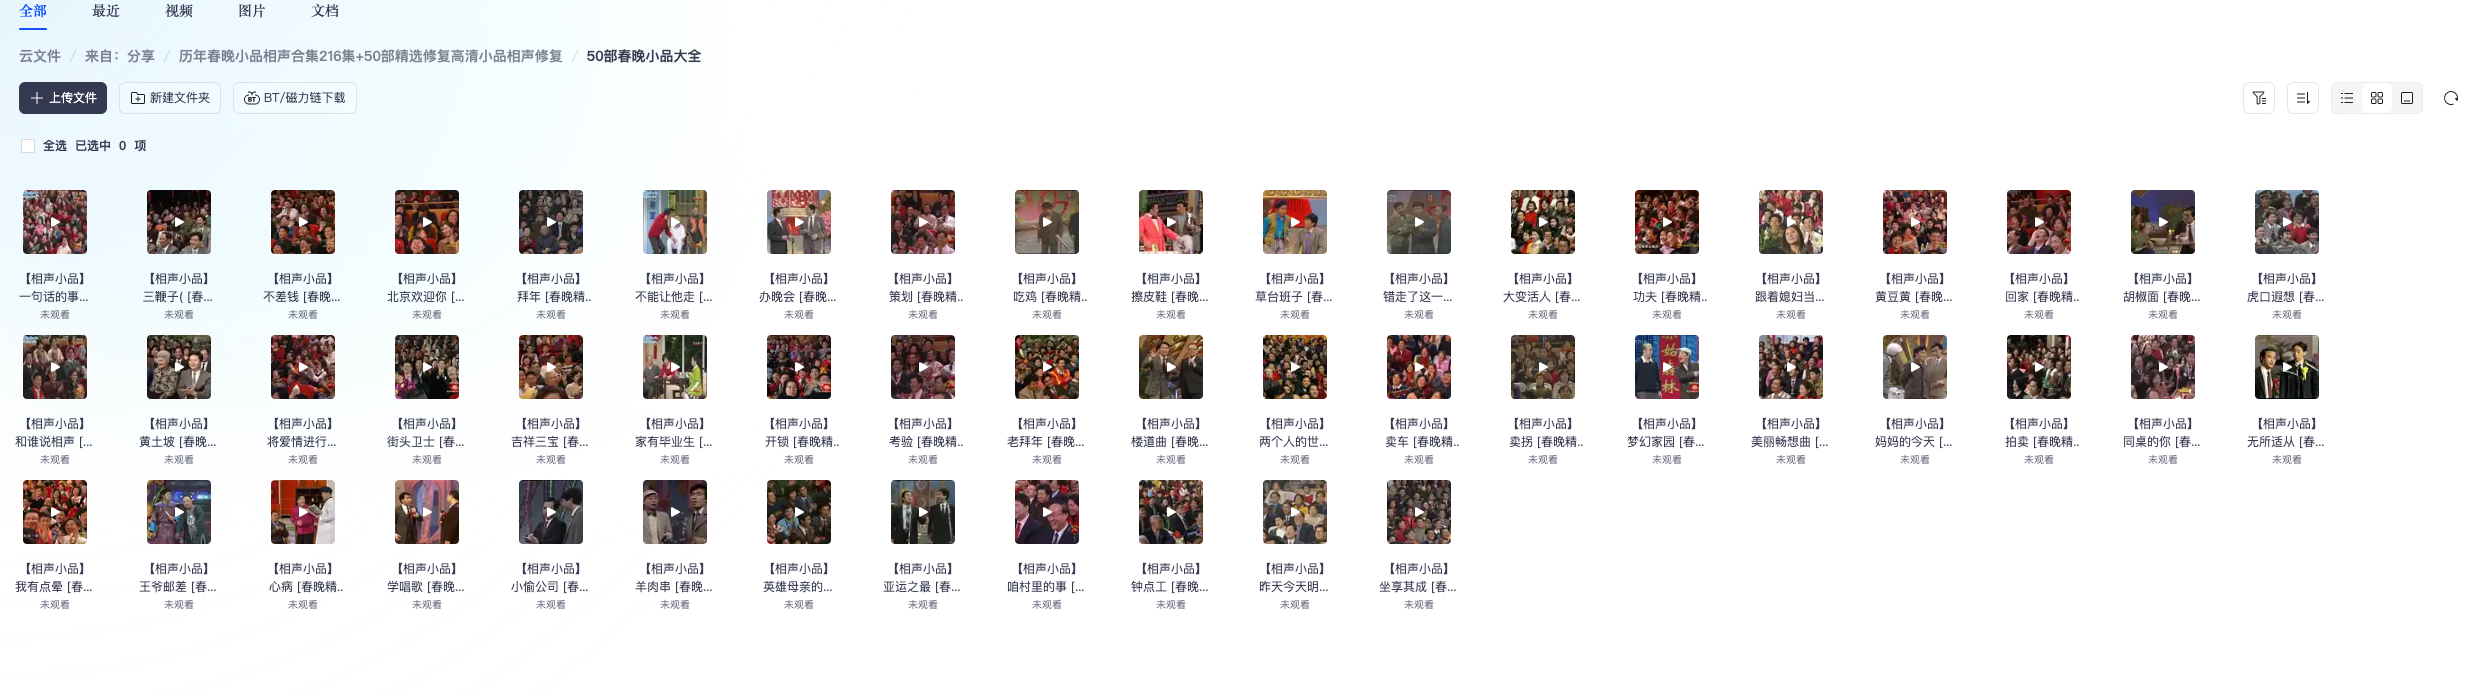 全部 最近 视频 图片 文档
云文件 / 来自：分享 / 历年春晚小品相声合集216集+50部精选修复高清小品相声修复 / 50部春晚小品大全
上传文件 新建文件夹 BT/磁力链下载
全选 已选中 0 项
【相声小品】 【相声小品】 【相声小品】 【相声小品】 【相声小品】 【相声小品】 【相声小品】 【相声小品】 【相声小品】 【相声小品】 【相声小品】 【相声小品】 【相声小品】 【相声小品】 【相声小品】 【相声小品】 【相声小品】 【相声小品】 【相声小品】
一句话的事... 三鞭子( [春... 不差钱 [春晚... 北京欢迎你 [... 拜年 [春晚精.. 不能让他走 [... 办晚会 [春晚... 策划 [春晚精.. 吃鸡 [春晚精.. 擦皮鞋 [春晚... 草台班子 [春... 错走了这一... 大变活人 [春... 功夫 [春晚精.. 跟着媳妇当... 黄豆黄 [春晚... 回家 [春晚精.. 胡椒面 [春晚... 虎口遐想 [春...
未观看 未观看 未观看 未观看 未观看 未观看 未观看 未观看 未观看 未观看 未观看 未观看 未观看 未观看 未观看 未观看 未观看 未观看 未观看
【相声小品】 【相声小品】 【相声小品】 【相声小品】 【相声小品】 【相声小品】 【相声小品】 【相声小品】 【相声小品】 【相声小品】 【相声小品】 【相声小品】 【相声小品】 【相声小品】 【相声小品】 【相声小品】 【相声小品】 【相声小品】 【相声小品】
和谁说相声 [... 黄土坡 [春晚... 将爱情进行... 街头卫士 [春... 吉祥三宝 [春... 家有毕业生 [... 开锁 [春晚精.. 考验 [春晚精.. 老拜年 [春晚... 楼道曲 [春晚... 两个人的世... 卖车 [春晚精.. 卖拐 [春晚精.. 梦幻家园 [春... 美丽畅想曲 [... 妈妈的今天 [... 拍卖 [春晚精.. 同桌的你 [春... 无所适从 [春...
未观看 未观看 未观看 未观看 未观看 未观看 未观看 未观看 未观看 未观看 未观看 未观看 未观看 未观看 未观看 未观看 未观看 未观看 未观看
【相声小品】 【相声小品】 【相声小品】 【相声小品】 【相声小品】 【相声小品】 【相声小品】 【相声小品】 【相声小品】 【相声小品】 【相声小品】 【相声小品】
我有点晕 [春... 王爷邮差 [春... 心病 [春晚精.. 学唱歌 [春晚... 小偷公司 [春... 羊肉串 [春晚... 英雄母亲的... 亚运之最 [春... 咱村里的事 [... 钟点工 [春晚... 昨天今天明... 坐享其成 [春...
未观看 未观看 未观看 未观看 未观看 未观看 未观看 未观看 未观看 未观看 未观看 未观看